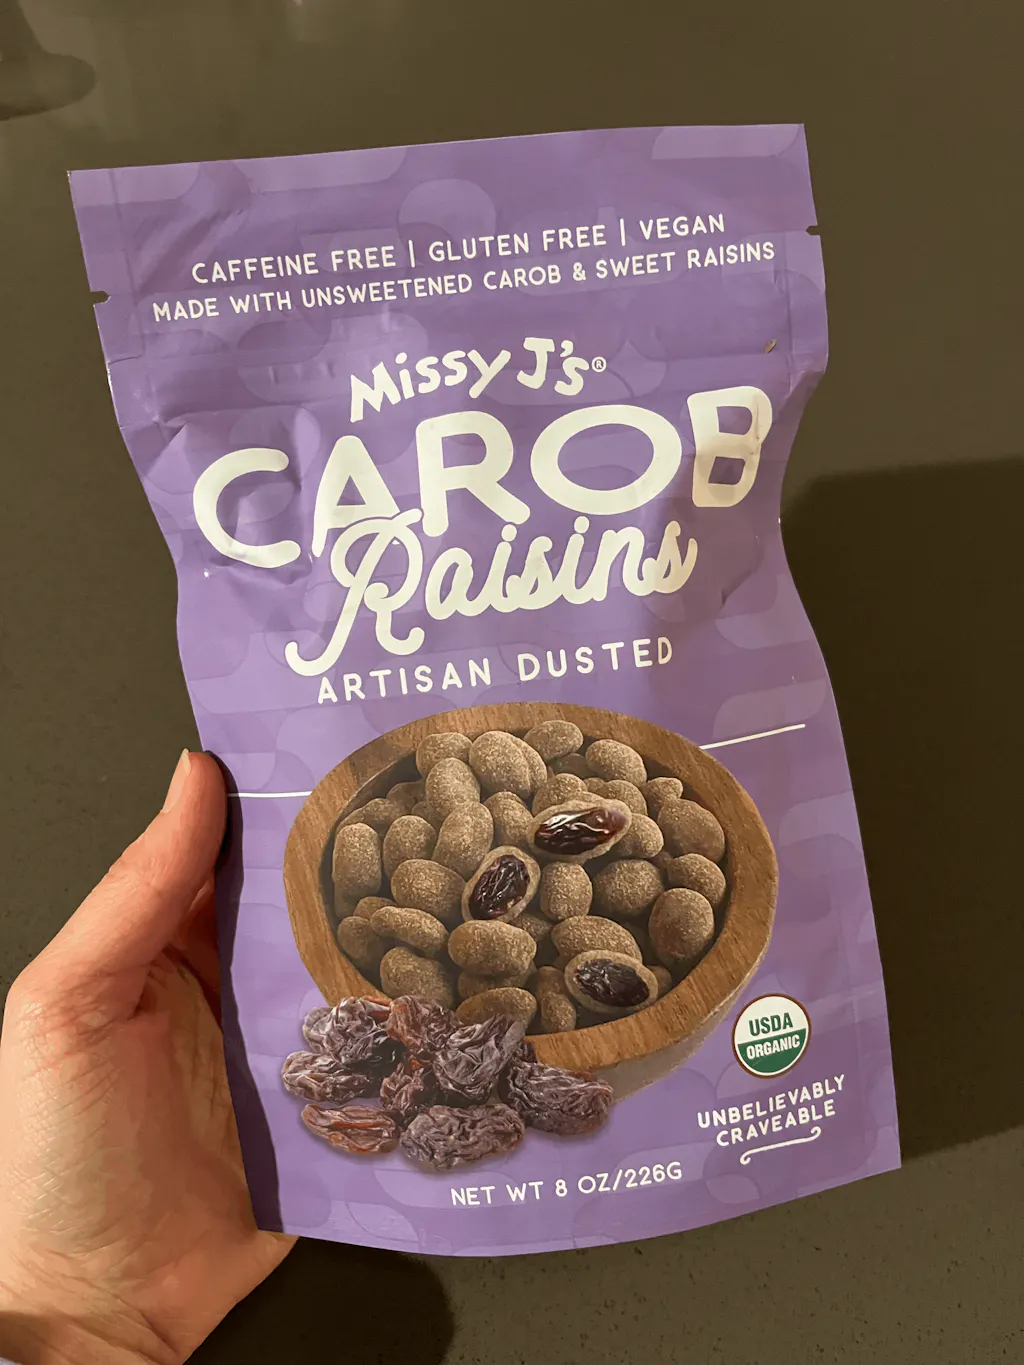 CAFFEINE FREE | GLUTEN FREE | VEGAN
MADE WITH UNSWEETENED CAROB & SWEET RAISINS
Missy J's®
CAROB
Raisins
ARTISAN DUSTED
USDA
ORGANIC
UNBELIEVABLY
CRAVEABLE
NET WT 8 OZ/226G